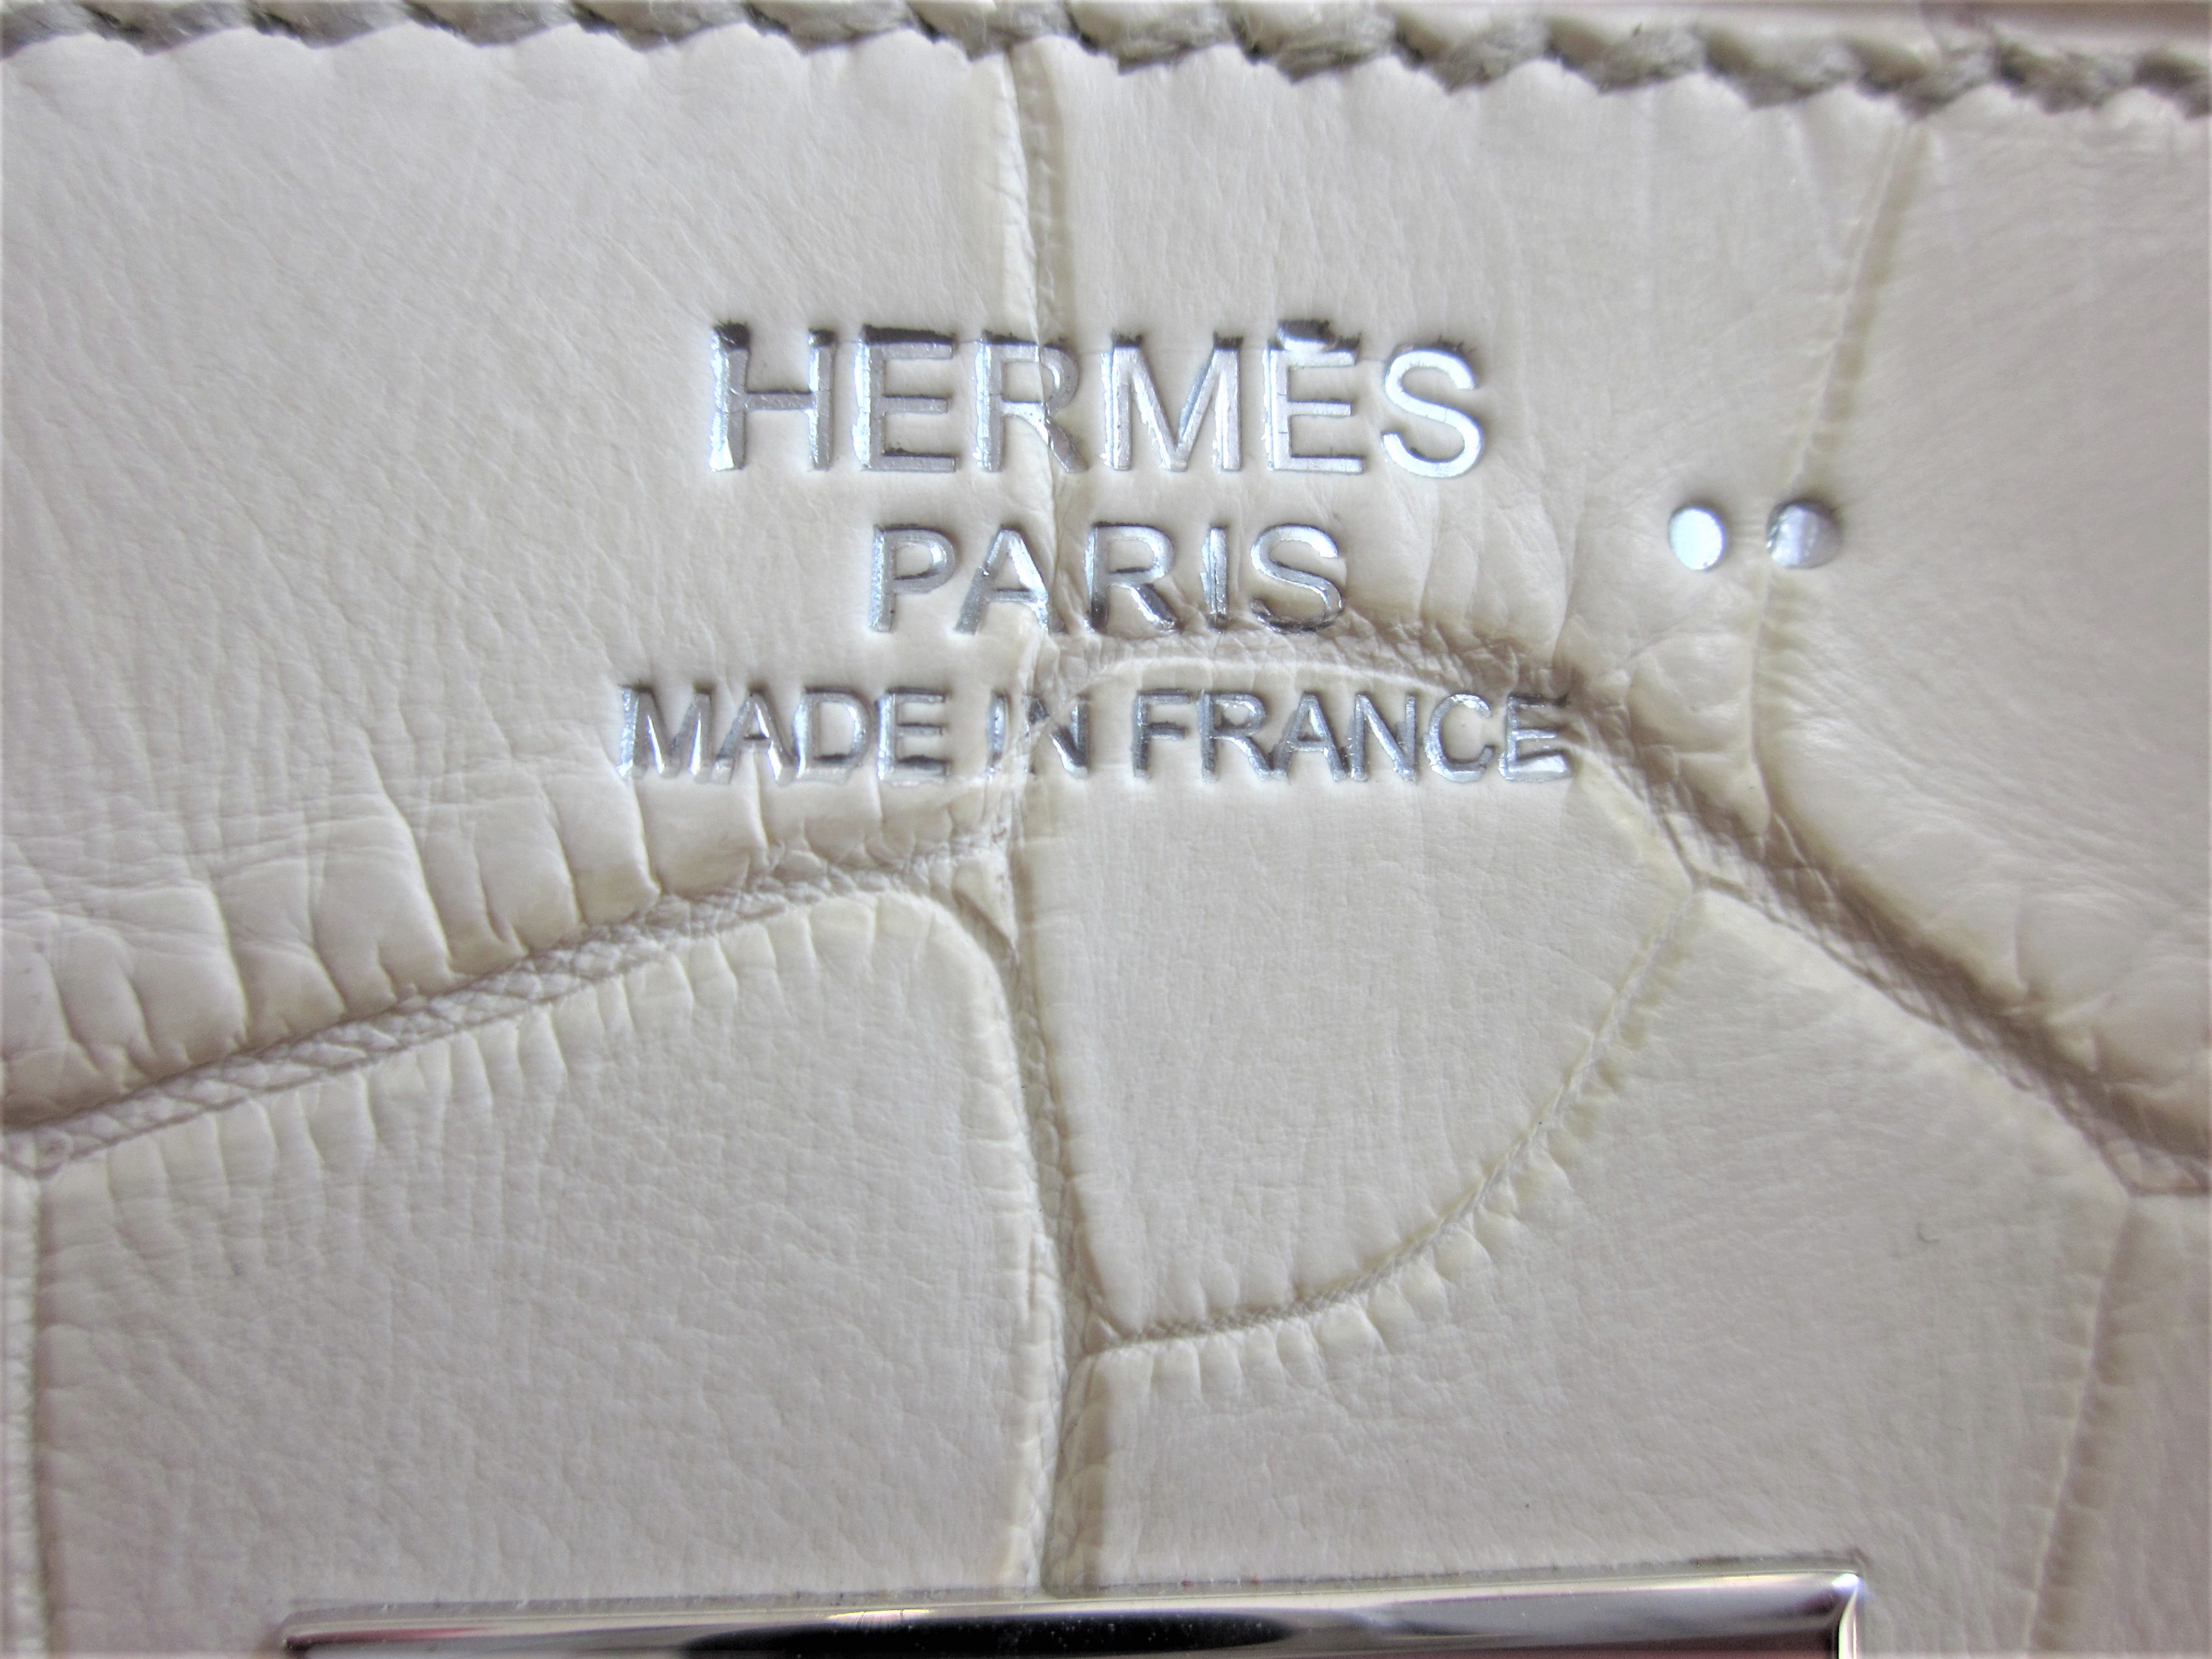 HERMÈS ··
PARIS
MADE IN FRANCE